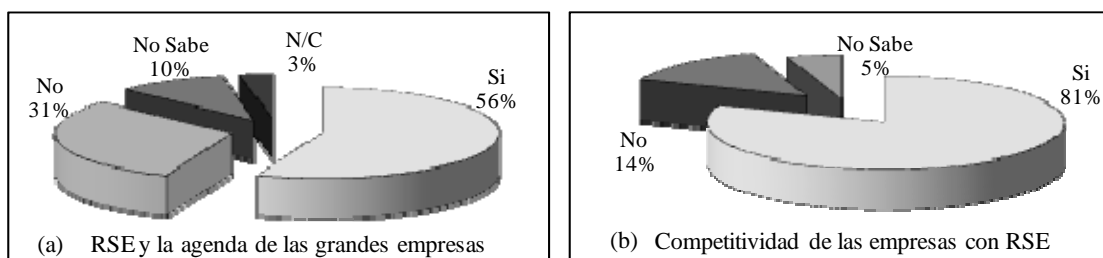 No Sabe
10%
N/C
3%
Si
56%
No
31%
(a) RSE y la agenda de las grandes empresas
No Sabe
5%
Si
81%
No
14%
(b) Competitividad de las empresas con RSE